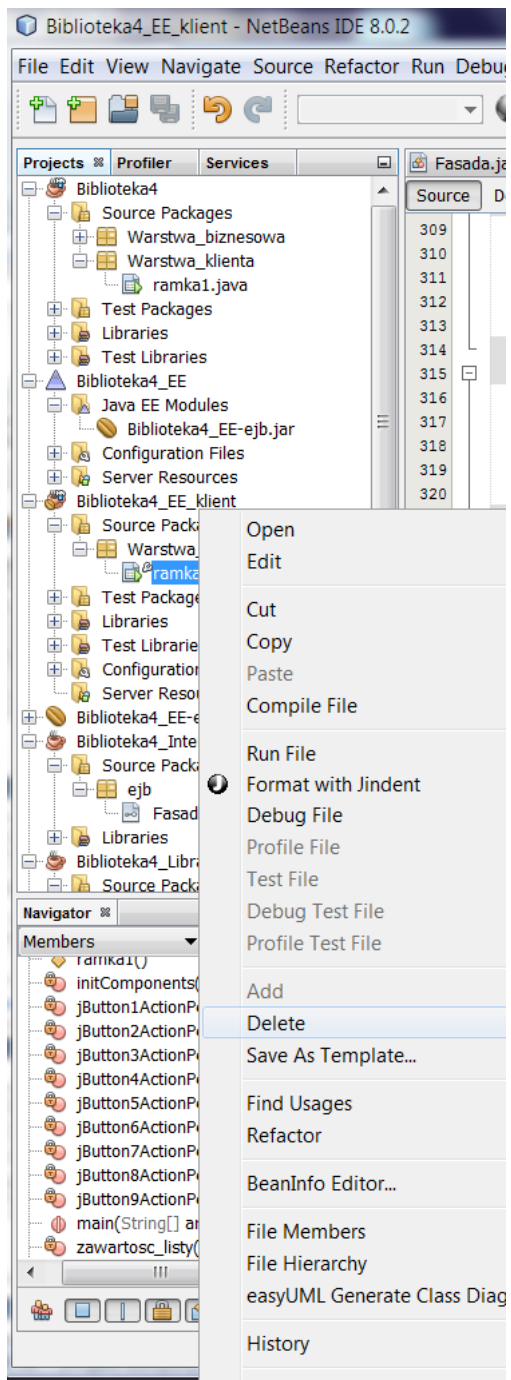 Biblioteka4_EE_klient - NetBeans IDE 8.0.2
File Edit View Navigate Source Refactor Run Debug
Projects Profiler Services
Fasada.ja
Source D
Biblioteka4
Source Packages
Warstwa_biznesowa
Warstwa_klienta
ramka1.java
Test Packages
Libraries
Test Libraries
Biblioteka4_EE
Java EE Modules
Biblioteka4_EE-ejb.jar
Configuration Files
Server Resources
Biblioteka4_EE_klient
Source Packa
Warstwa_
ramka
Test Package
Libraries
Test Librarie
Configuration
Server Resou
Biblioteka4_EE-e
Biblioteka4_Inte
Source Packa
ejb
Fasad
Libraries
Biblioteka4_Libra
Source Packa
309
310
311
312
313
314
315
316
317
318
319
320
Open
Edit
Cut
Copy
Paste
Compile File
Run File
Format with Jindent
Debug File
Profile File
Test File
Debug Test File
Profile Test File
Add
Delete
Save As Template...
Find Usages
Refactor
BeanInfo Editor...
File Members
File Hierarchy
easyUML Generate Class Diag
History
Navigator
Members
ramka1()
initComponents(
jButton1ActionPe
jButton2ActionPe
jButton3ActionPe
jButton4ActionPe
jButton5ActionPe
jButton6ActionPe
jButton7ActionPe
jButton8ActionPe
jButton9ActionPe
main(String[] ar
zawartosc_listy(